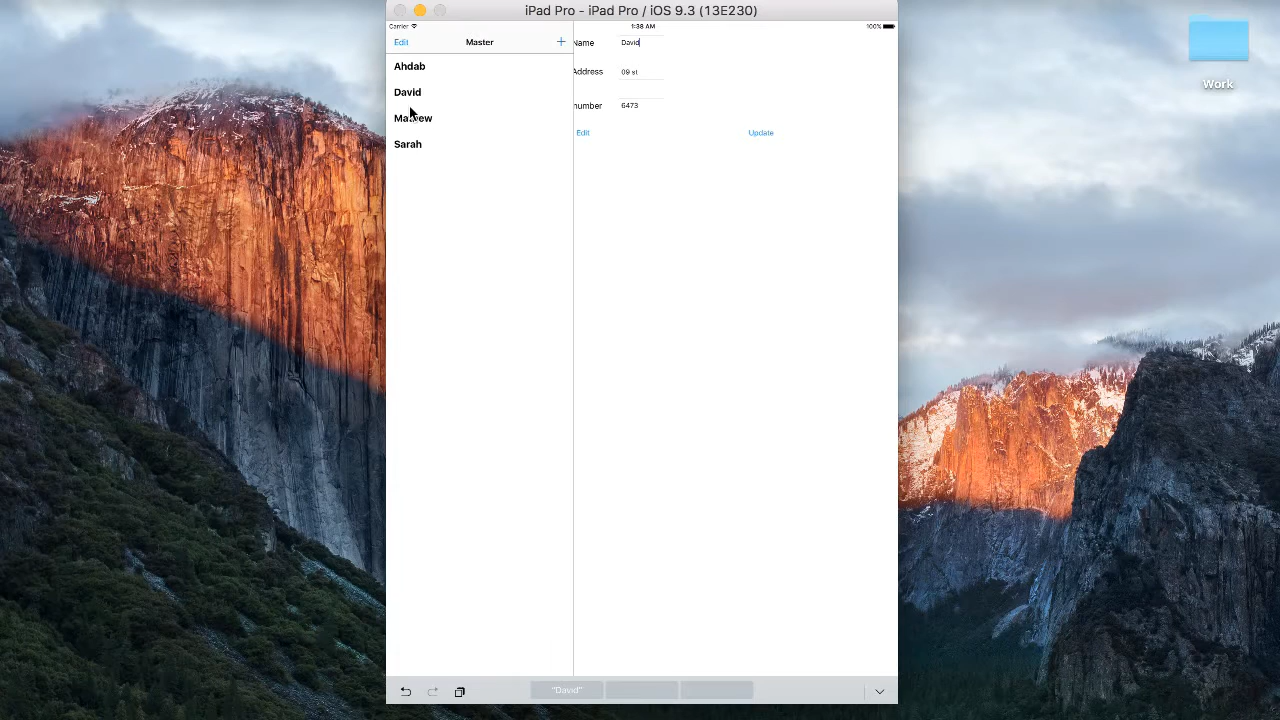 iPad Pro - iPad Pro / iOS 9.3 (13E230)
Carrier 1:38 AM 100%
Edit Master +
Ahdab
David
Sarah
Name David
Address 09 st
number 6473
Edit Update
"David"
Work